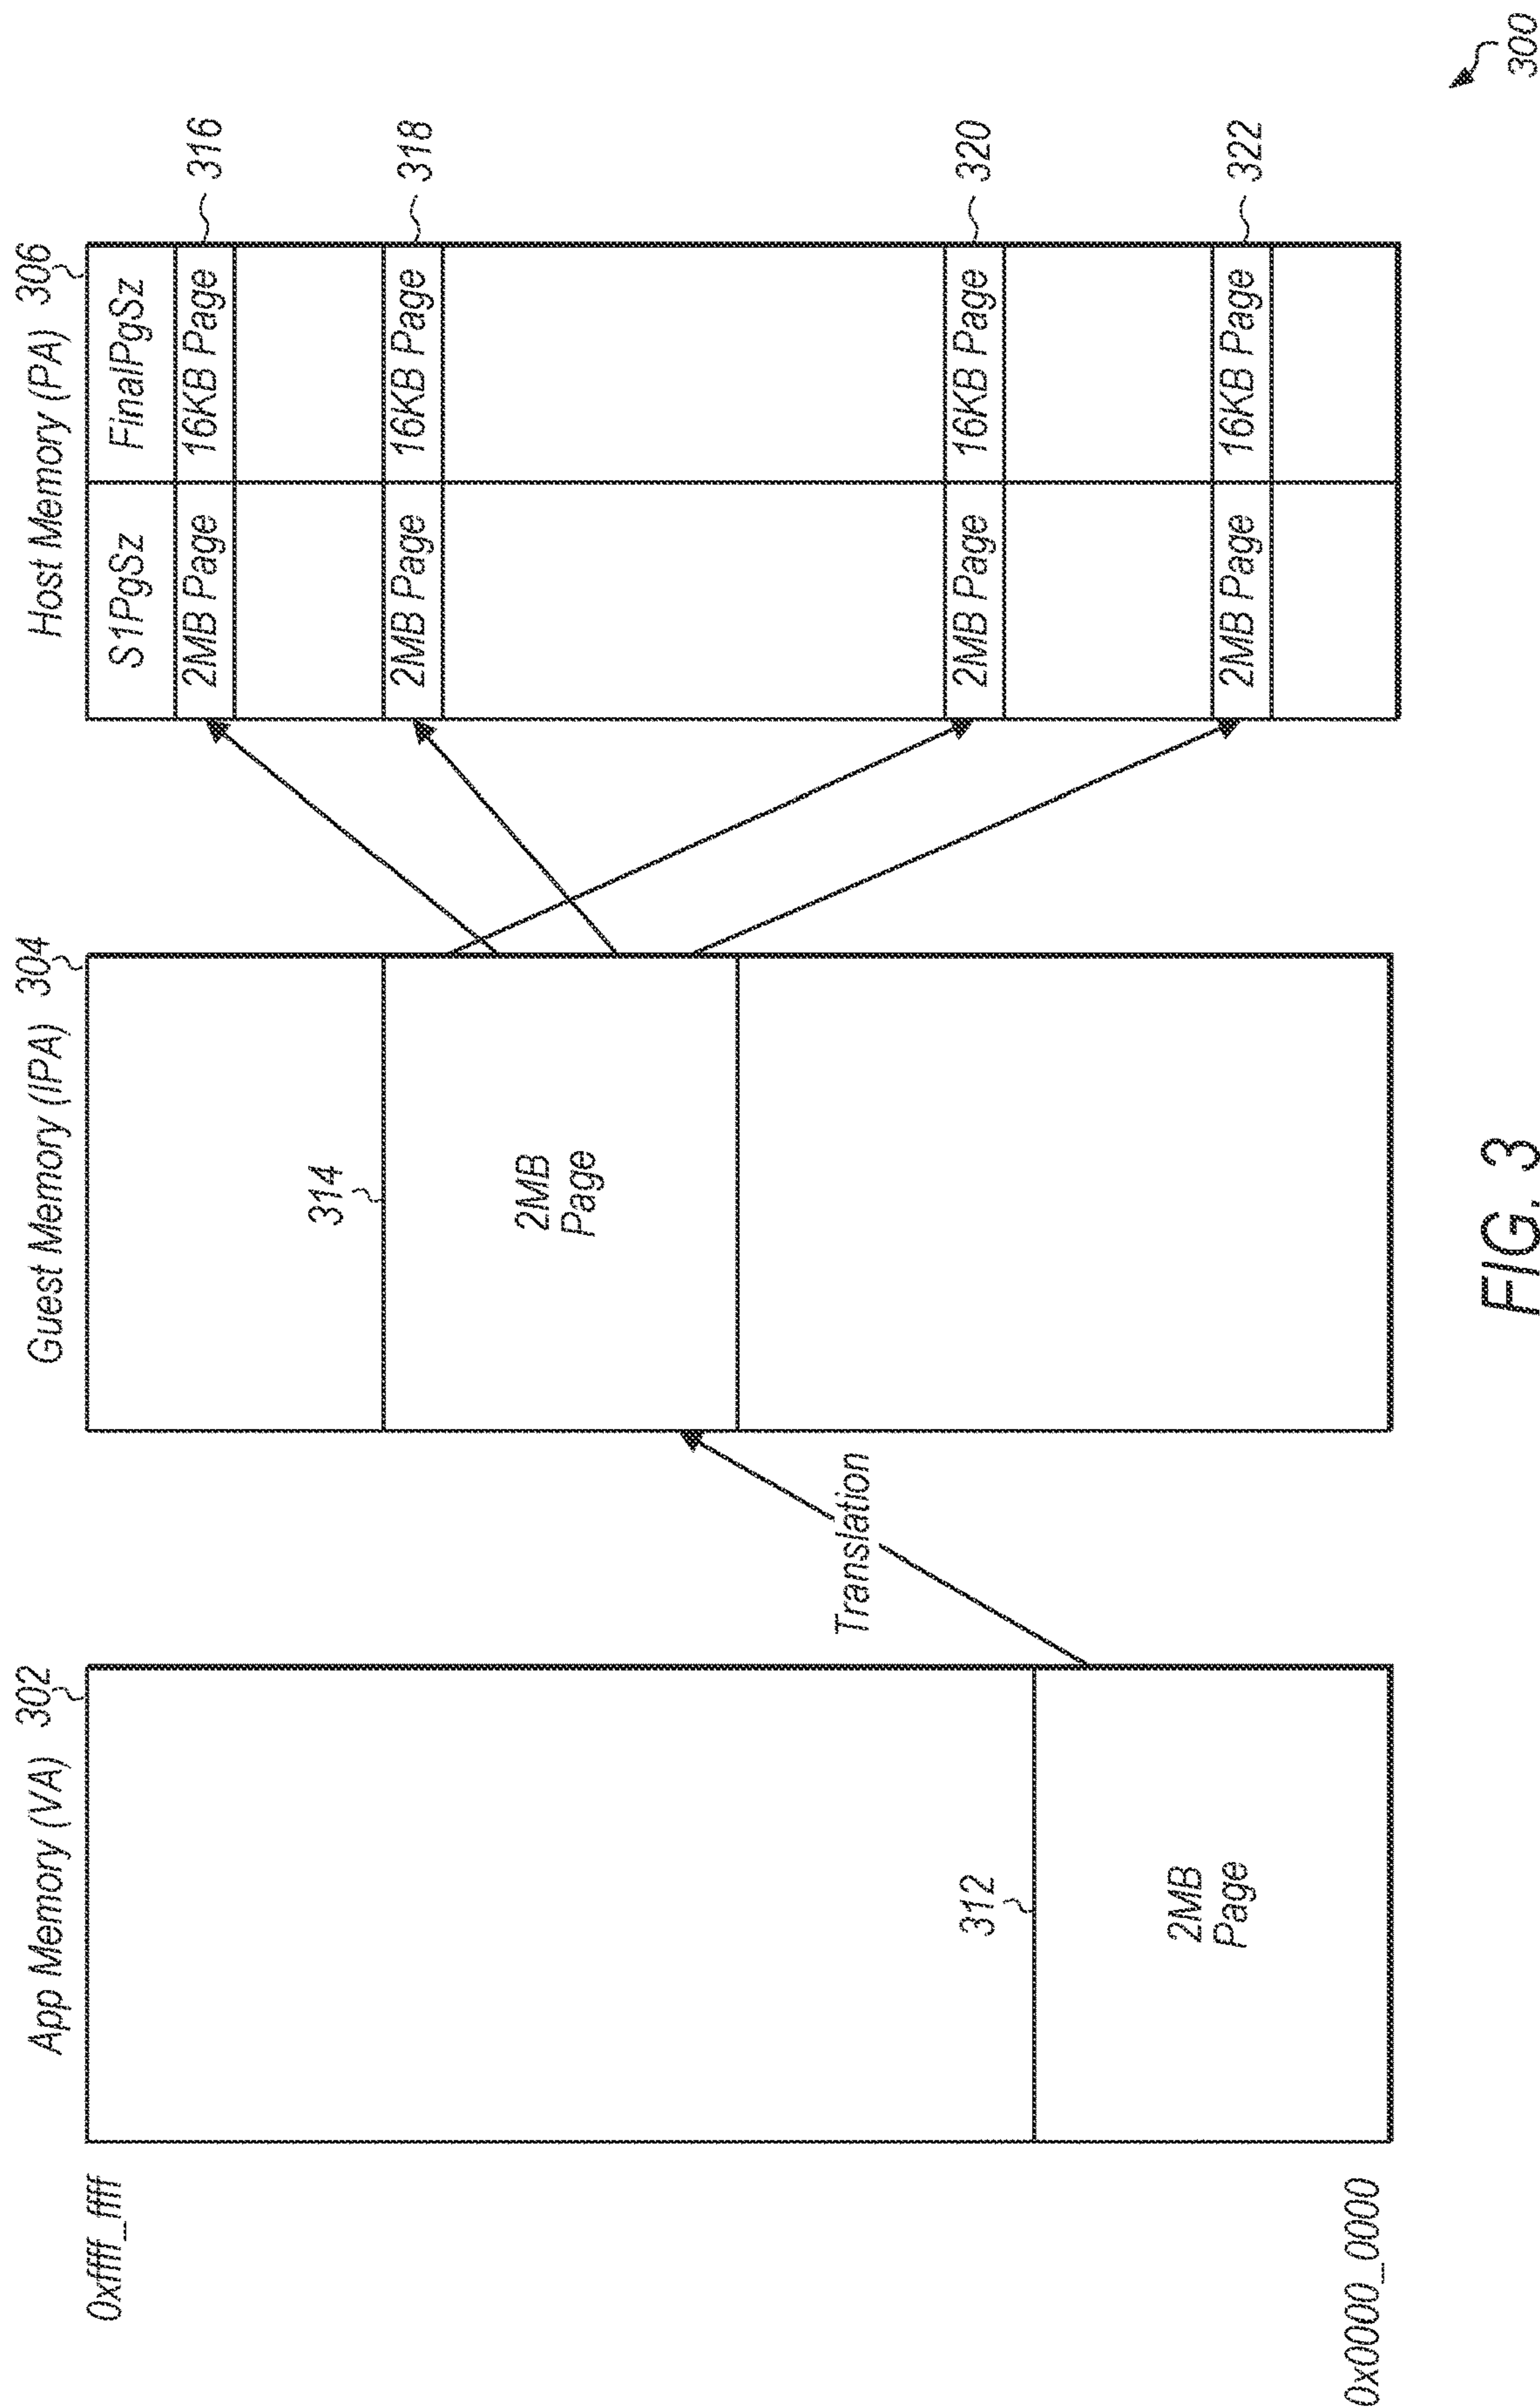 App Memory (VA) 302
Guest Memory (IPA) 304
Host Memory (PA) 306
0xffff_ffff
S1PgSz FinalPgSz
2MB Page 16KB Page 316
314
2MB Page 16KB Page 318
2MB
Page
Translation
312
2MB Page 16KB Page 320
2MB
Page
2MB Page 16KB Page 322
0x0000_0000
FIG. 3
300